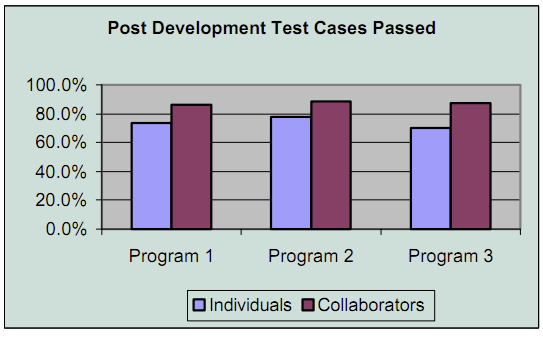 Post Development Test Cases Passed
100.0%
80.0%
60.0%
40.0%
20.0%
0.0%
Program 1 Program 2 Program 3
Individuals Collaborators